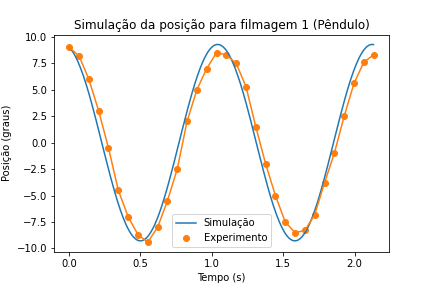 Simulação da posição para filmagem 1 (Pêndulo)
10.0
7.5
5.0
2.5
0.0
−2.5
−5.0
−7.5
−10.0
Posição (graus)
Simulação
Experimento
0.0 0.5 1.0 1.5 2.0
Tempo (s)